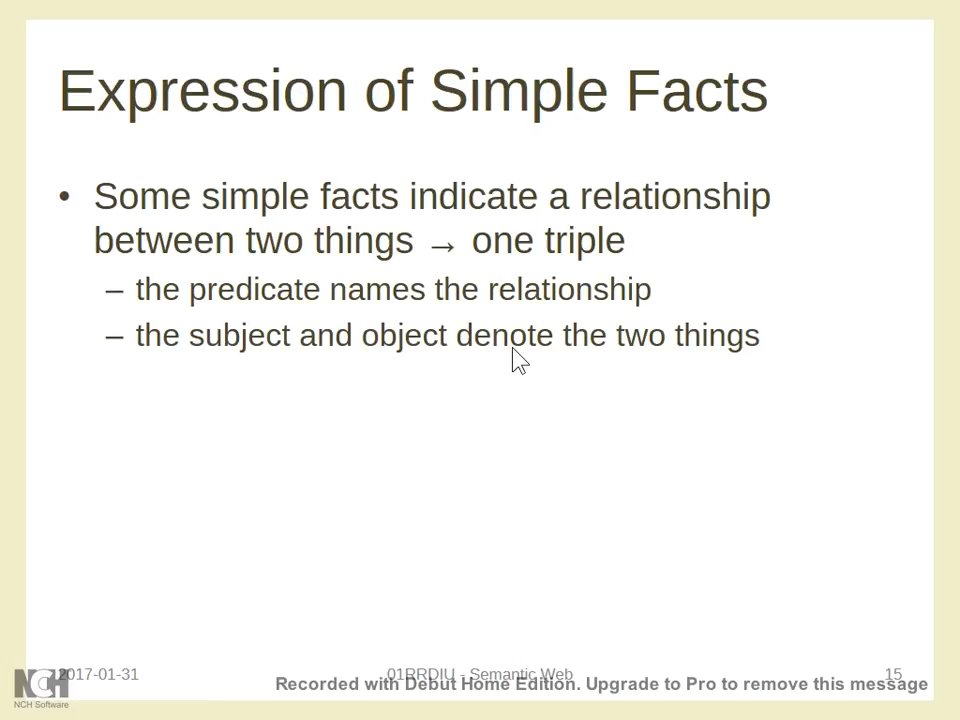 Expression of Simple Facts
• Some simple facts indicate a relationship
between two things → one triple
– the predicate names the relationship
– the subject and object denote the two things
2017-01-31
01RRDIU - Semantic Web
15
Recorded with Debut Home Edition. Upgrade to Pro to remove this message
NCH
NCH Software